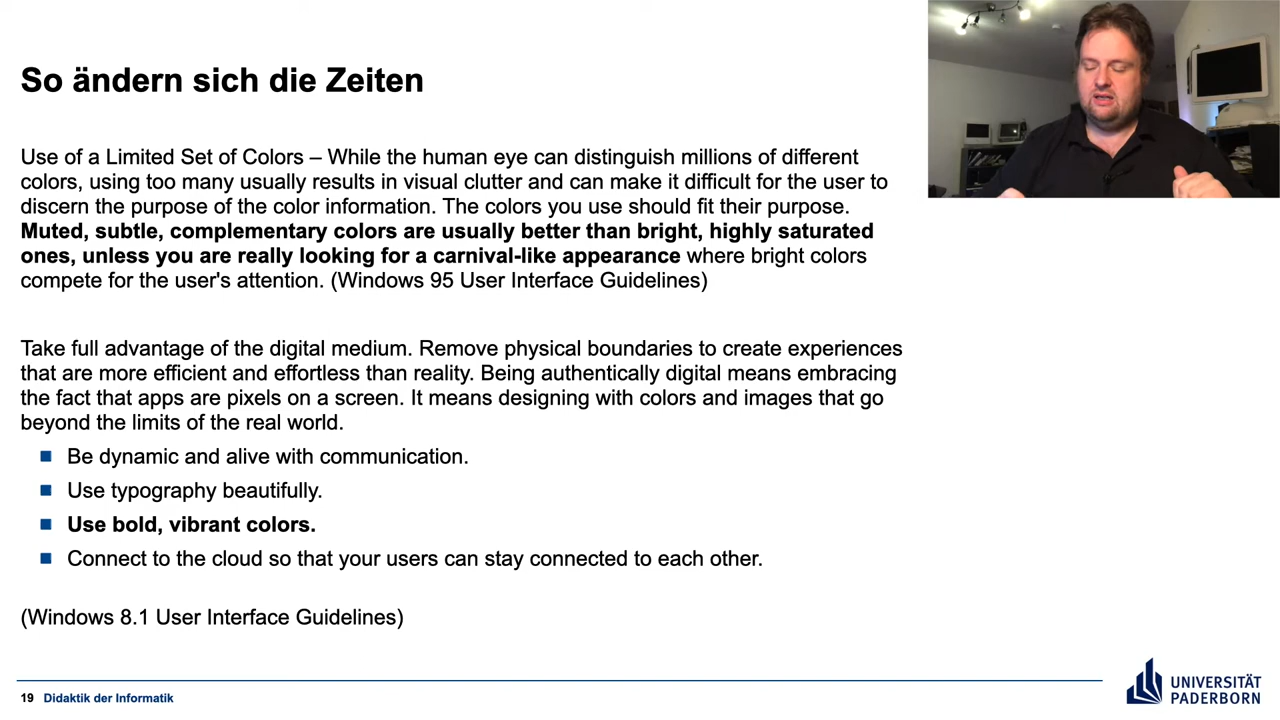 So ändern sich die Zeiten
Use of a Limited Set of Colors – While the human eye can distinguish millions of different
colors, using too many usually results in visual clutter and can make it difficult for the user to
discern the purpose of the color information. The colors you use should fit their purpose.
Muted, subtle, complementary colors are usually better than bright, highly saturated
ones, unless you are really looking for a carnival-like appearance where bright colors
compete for the user's attention. (Windows 95 User Interface Guidelines)
Take full advantage of the digital medium. Remove physical boundaries to create experiences
that are more efficient and effortless than reality. Being authentically digital means embracing
the fact that apps are pixels on a screen. It means designing with colors and images that go
beyond the limits of the real world.
Be dynamic and alive with communication.
Use typography beautifully.
Use bold, vibrant colors.
Connect to the cloud so that your users can stay connected to each other.
(Windows 8.1 User Interface Guidelines)
19 Didaktik der Informatik
UNIVERSITÄT
PADERBORN